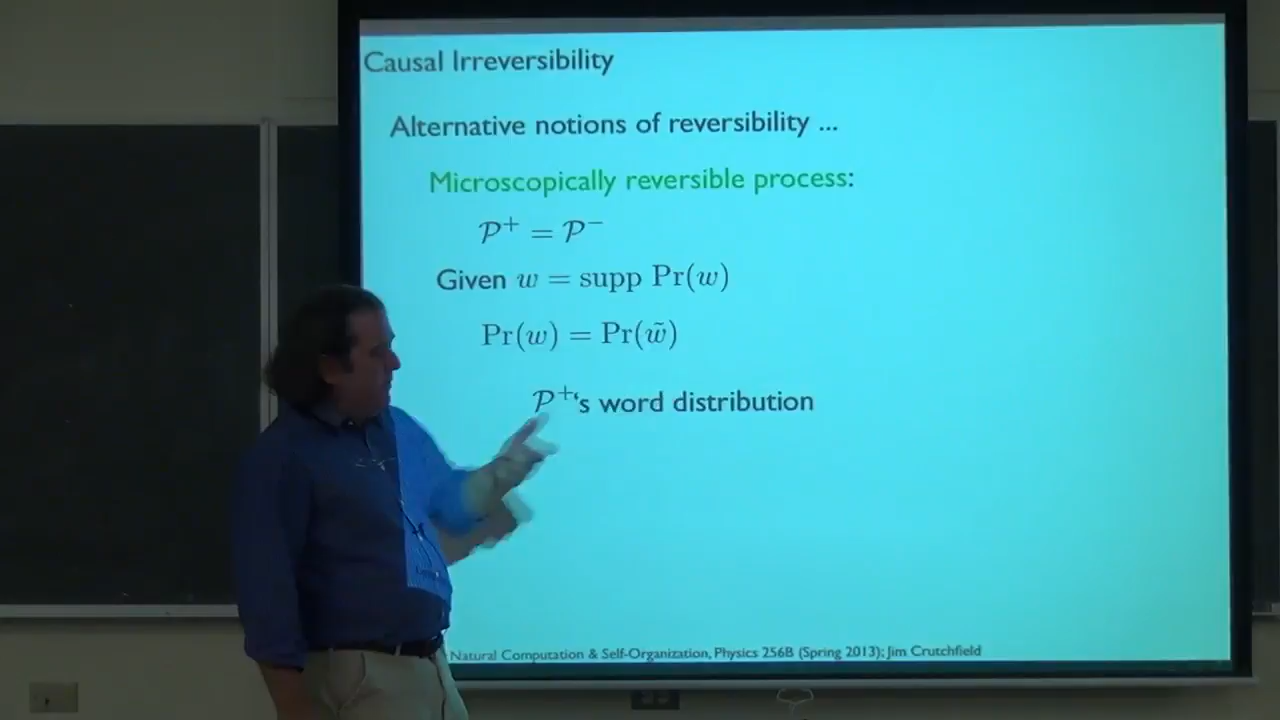 Causal Irreversibility
Alternative notions of reversibility ...
Microscopically reversible process:
𝒫⁺ = 𝒫⁻
Given w = supp Pr(w)
Pr(w) = Pr(w̃)
𝒫⁺‘s word distribution
Natural Computation & Self-Organization, Physics 256B (Spring 2013); Jim Crutchfield